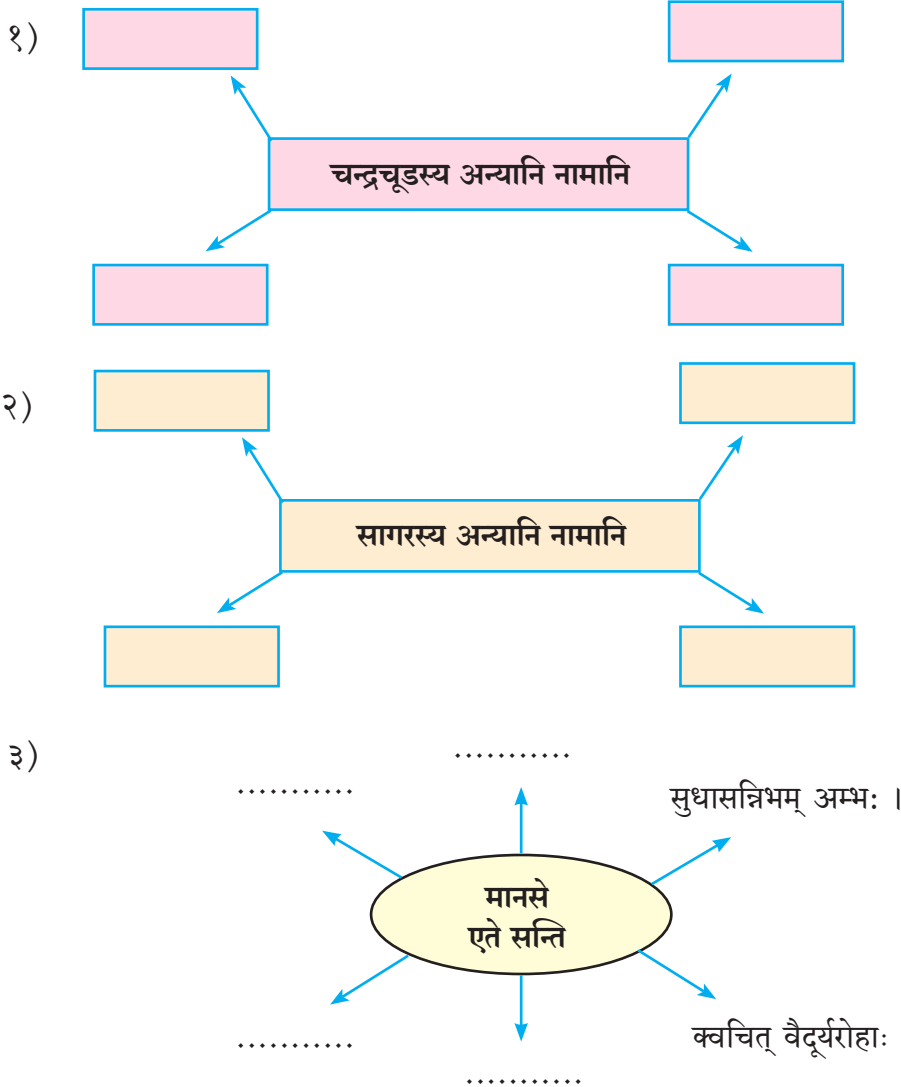 १)
चन्द्रचूडस्य अन्यानि नामानि
२)
सागरस्य अन्यानि नामानि
३)
...........
...........
सुधासन्निभम् अम्भः ।
मानसे
एते सन्ति
...........
क्वचित् वैदूर्यरोहाः
...........